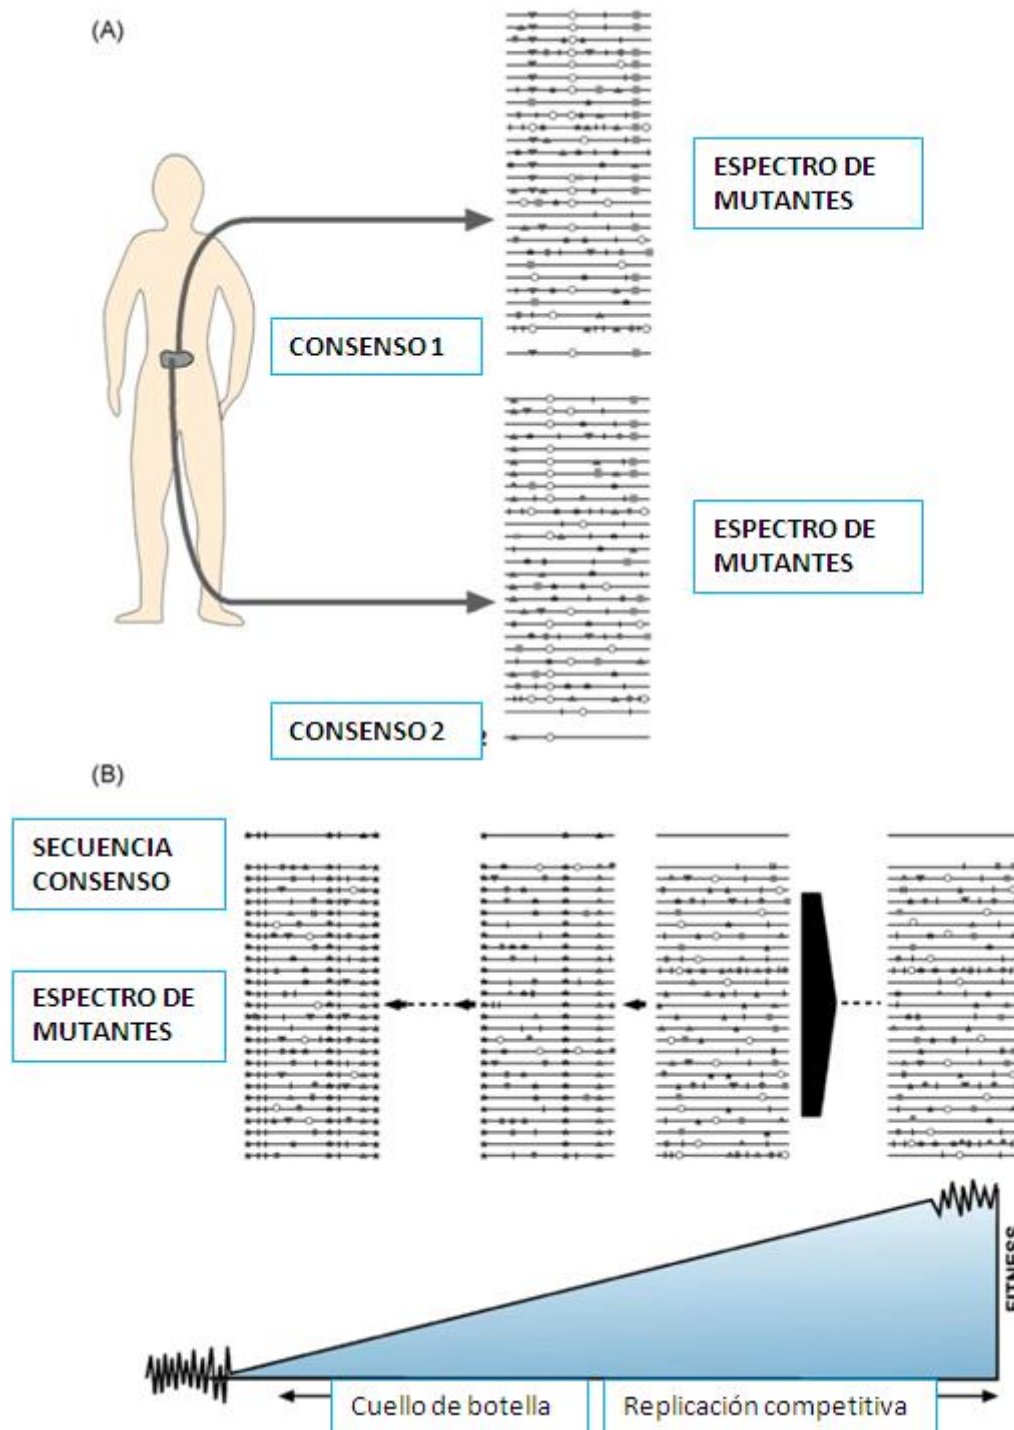 (A)
ESPECTRO DE
MUTANTES
CONSENSO 1
ESPECTRO DE
MUTANTES
CONSENSO 2
(B)
SECUENCIA
CONSENSO
ESPECTRO DE
MUTANTES
FITNESS
Cuello de botella
Replicación competitiva